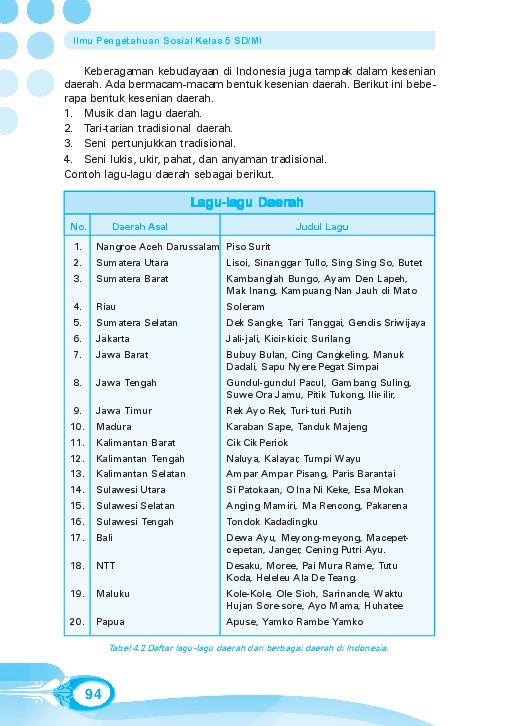 Ilmu Pengetahuan Sosial Kelas 5 SD/MI
Keberagaman kebudayaan di Indonesia juga tampak dalam kesenian
daerah. Ada bermacam-macam bentuk kesenian daerah. Berikut ini bebe-
rapa bentuk kesenian daerah.
1. Musik dan lagu daerah.
2. Tari-tarian tradisional daerah.
3. Seni pertunjukkan tradisional.
4. Seni lukis, ukir, pahat, dan anyaman tradisional.
Contoh lagu-lagu daerah sebagai berikut.
Lagu-lagu Daerah
No. Daerah Asal Judul Lagu
1. Nangroe Aceh Darussalam Piso Surit
2. Sumatera Utara Lisoi, Sinanggar Tullo, Sing Sing So, Butet
3. Sumatera Barat Kambanglah Bungo, Ayam Den Lapeh,
Mak Inang, Kampuang Nan Jauh di Mato
4. Riau Soleram
5. Sumatera Selatan Dek Sangke, Tari Tanggai, Gendis Sriwijaya
6. Jakarta Jali-jali, Kicir-kicir, Surilang
7. Jawa Barat Bubuy Bulan, Cing Cangkeling, Manuk
Dadali, Sapu Nyere Pegat Simpai
8. Jawa Tengah Gundul-gundul Pacul, Gambang Suling,
Suwe Ora Jamu, Pitik Tukong, Ilir-ilir,
9. Jawa Timur Rek Ayo Rek, Turi-turi Putih
10. Madura Karaban Sape, Tanduk Majeng
11. Kalimantan Barat Cik Cik Periok
12. Kalimantan Tengah Naluya, Kalayar, Tumpi Wayu
13. Kalimantan Selatan Ampar Ampar Pisang, Paris Barantai
14. Sulawesi Utara Si Patokaan, O Ina Ni Keke, Esa Mokan
15. Sulawesi Selatan Anging Mamiri, Ma Rencong, Pakarena
16. Sulawesi Tengah Tondok Kadadingku
17. Bali Dewa Ayu, Meyong-meyong, Macepet-
cepetan, Janger, Cening Putri Ayu.
18. NTT Desaku, Moree, Pai Mura Rame, Tutu
Koda, Heleleu Ala De Teang.
19. Maluku Kole-Kole, Ole Sioh, Sarinande, Waktu
Hujan Sore-sore, Ayo Mama, Huhatee
20. Papua Apuse, Yamko Rambe Yamko
Tabel 4.2 Daftar lagu-lagu daerah dari berbagai daerah di Indonesia.
94